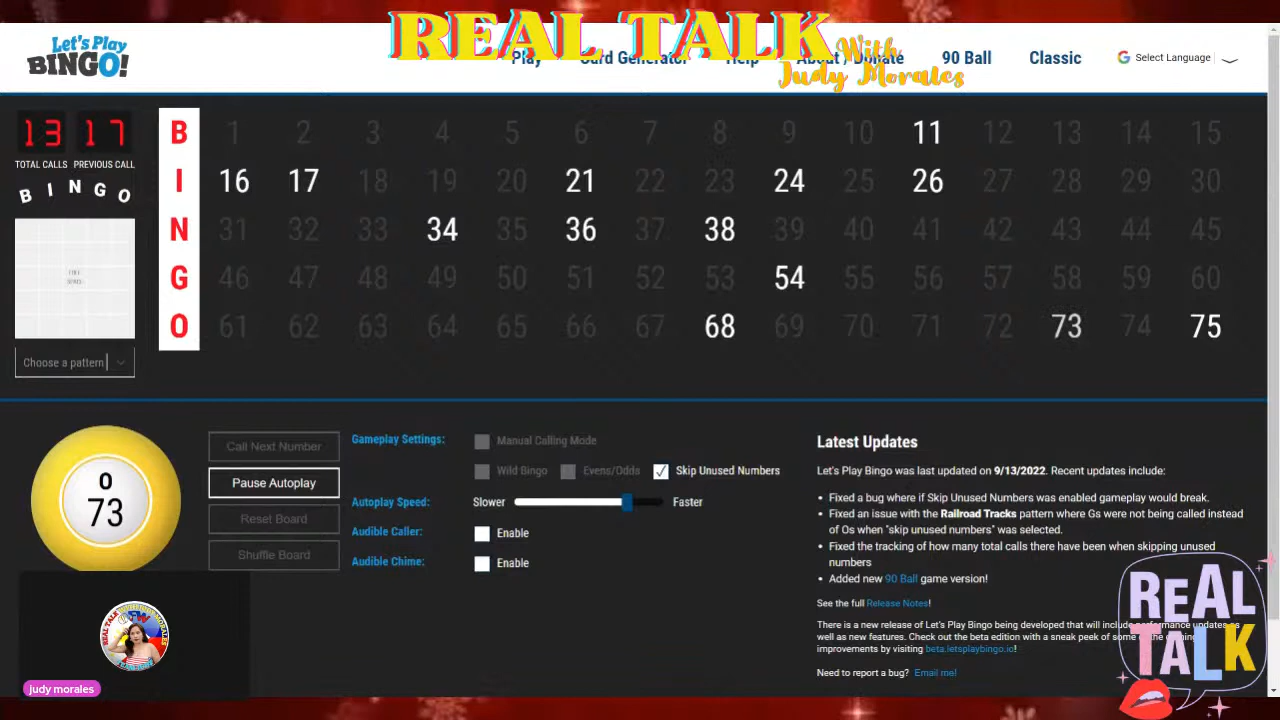 REAL TALK
With
Judy Morales
Let's Play
BINGO!
Play Card Generator Help About / Donate 90 Ball Classic Select Language
13 17
TOTAL CALLS PREVIOUS CALL
B I N G O
Choose a pattern
B 1 2 3 4 5 6 7 8 9 10 11 12 13 14 15
I 16 17 18 19 20 21 22 23 24 25 26 27 28 29 30
N 31 32 33 34 35 36 37 38 39 40 41 42 43 44 45
G 46 47 48 49 50 51 52 53 54 55 56 57 58 59 60
O 61 62 63 64 65 66 67 68 69 70 71 72 73 74 75
O
73
Call Next Number
Pause Autoplay
Reset Board
Shuffle Board
Gameplay Settings: Manual Calling Mode
Wild Bingo Evens/Odds Skip Unused Numbers
Autoplay Speed: Slower Faster
Audible Caller: Enable
Audible Chime: Enable
Latest Updates
Let's Play Bingo was last updated on 9/13/2022. Recent updates include:
Fixed a bug where if Skip Unused Numbers was enabled gameplay would break.
Fixed an issue with the Railroad Tracks pattern where Gs were not being called instead
of Os when "skip unused numbers" was selected.
Fixed the tracking of how many total calls there have been when skipping unused
numbers
Added new 90 Ball game version!
See the full Release Notes!
There is a new release of Let's Play Bingo being developed that will include performance updates as
well as new features. Check out the beta edition with a sneak peek of some of the
improvements by visiting beta.letsplaybingo.io!
Need to report a bug? Email me!
REAL
TALK
judy morales